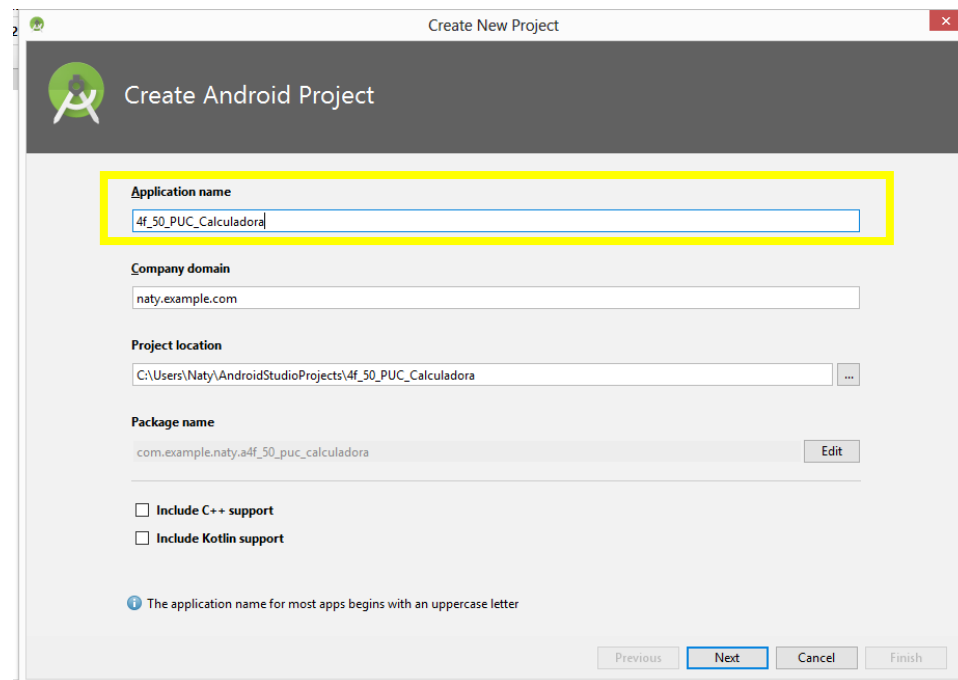 2
Create New Project
Create Android Project
Application name
4f_50_PUC_Calculadora
Company domain
naty.example.com
Project location
C:\Users\Naty\AndroidStudioProjects\4f_50_PUC_Calculadora
...
Package name
com.example.naty.a4f_50_puc_calculadora
Edit
Include C++ support
Include Kotlin support
The application name for most apps begins with an uppercase letter
Previous Next Cancel Finish